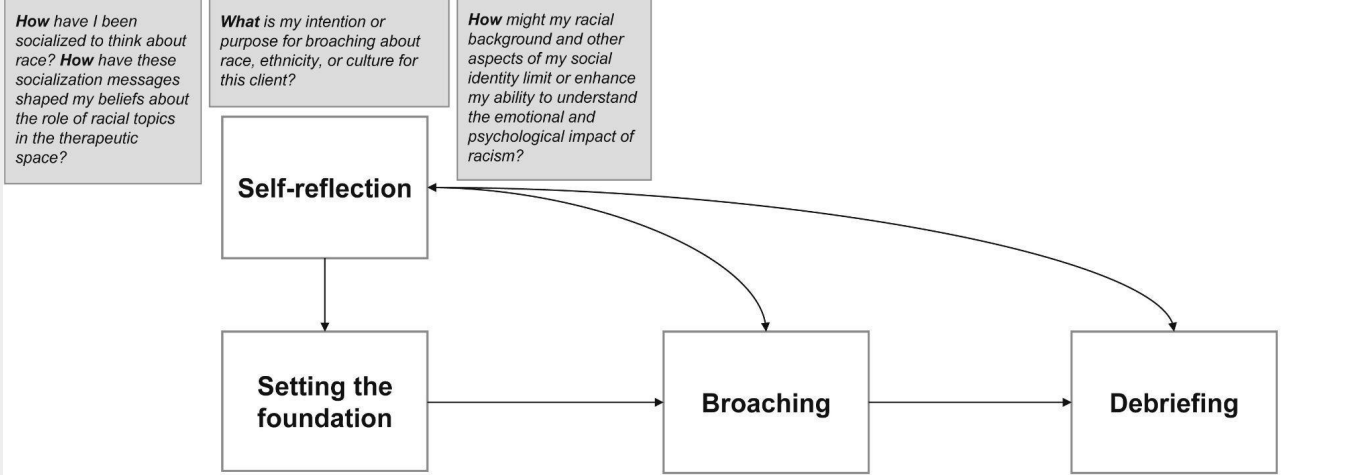 How have I been
socialized to think about
race? How have these
socialization messages
shaped my beliefs about
the role of racial topics
in the therapeutic
space?
What is my intention or
purpose for broaching about
race, ethnicity, or culture for
this client?
How might my racial
background and other
aspects of my social
identity limit or enhance
my ability to understand
the emotional and
psychological impact of
racism?
Self-reflection
Setting the
foundation
Broaching
Debriefing